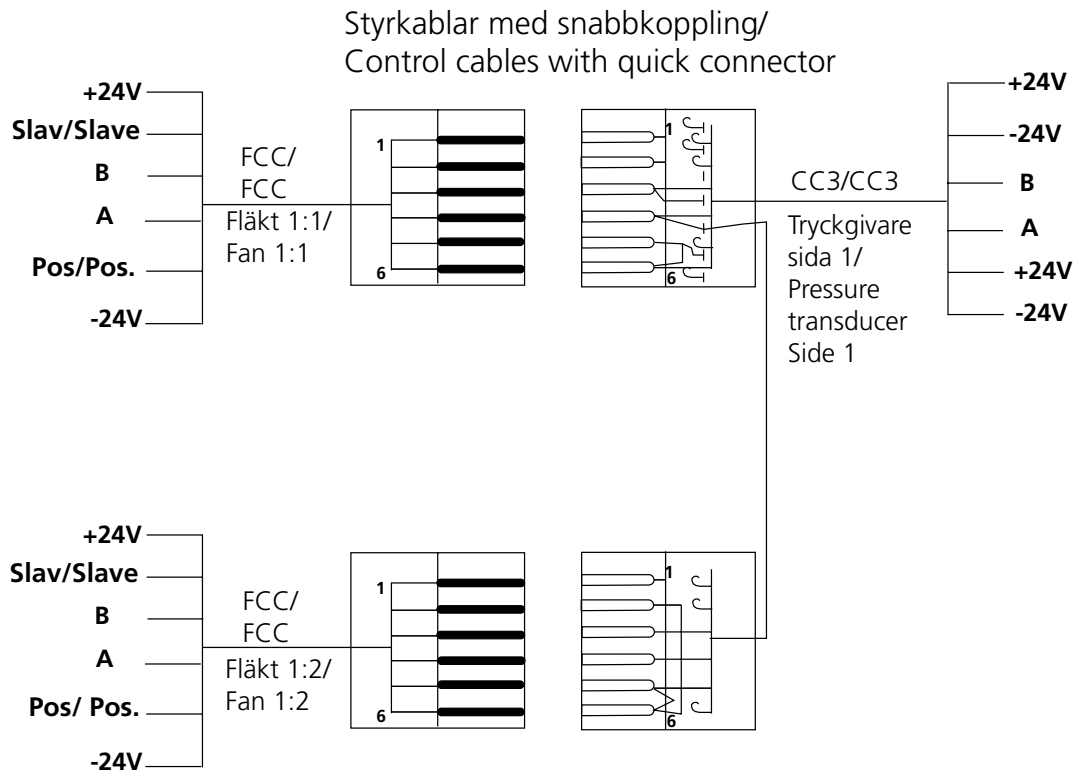 Styrkablar med snabbkoppling/
Control cables with quick connector
+24V
Slav/Slave
B
A
Pos/Pos.
-24V
FCC/
FCC
Fläkt 1:1/
Fan 1:1
1
6
1
6
CC3/CC3
Tryckgivare
sida 1/
Pressure
transducer
Side 1
+24V
-24V
B
A
+24V
-24V
+24V
Slav/Slave
B
A
Pos/ Pos.
-24V
FCC/
FCC
Fläkt 1:2/
Fan 1:2
1
6
1
6